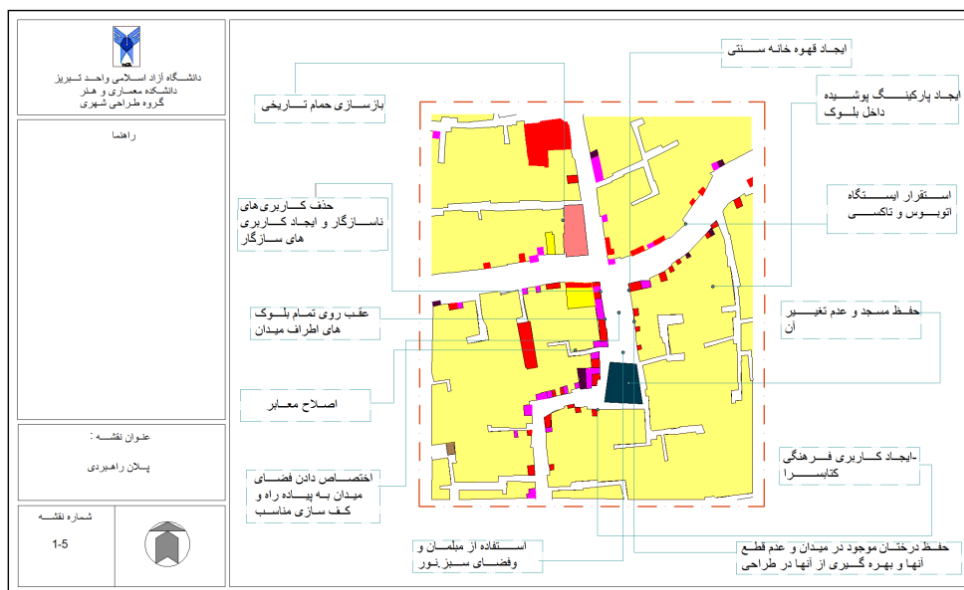 دانشگاه آزاد اسلامی واحد تبریز
دانشکده معماری و هنر
گروه طراحی شهری
راهنما
عنوان نقشه :
پلان راهبردی
شماره نقشه
1-5
ایجاد قهوه خانه سنتی
بازسازی حمام تاریخی
ایجاد پارکینگ پوشیده
داخل بلوک
حذف کاربری‌های
ناسازگار و ایجاد کاربری
های سازگار
استقرار ایستگاه
اتوبوس و تاکسی
عقب روی تمام بلوک
های اطراف میدان
حفظ مسجد و عدم تغییر
آن
اصلاح معابر
اختصاص دادن فضای
میدان به پیاده راه و
کف سازی مناسب
-ایجاد کاربری فرهنگی
کتابسرا
استفاده از مبلمان و
وفضای سبز.نور
حفظ درختان موجود در میدان و عدم قطع
آنها و بهره گیری از آنها در طراحی